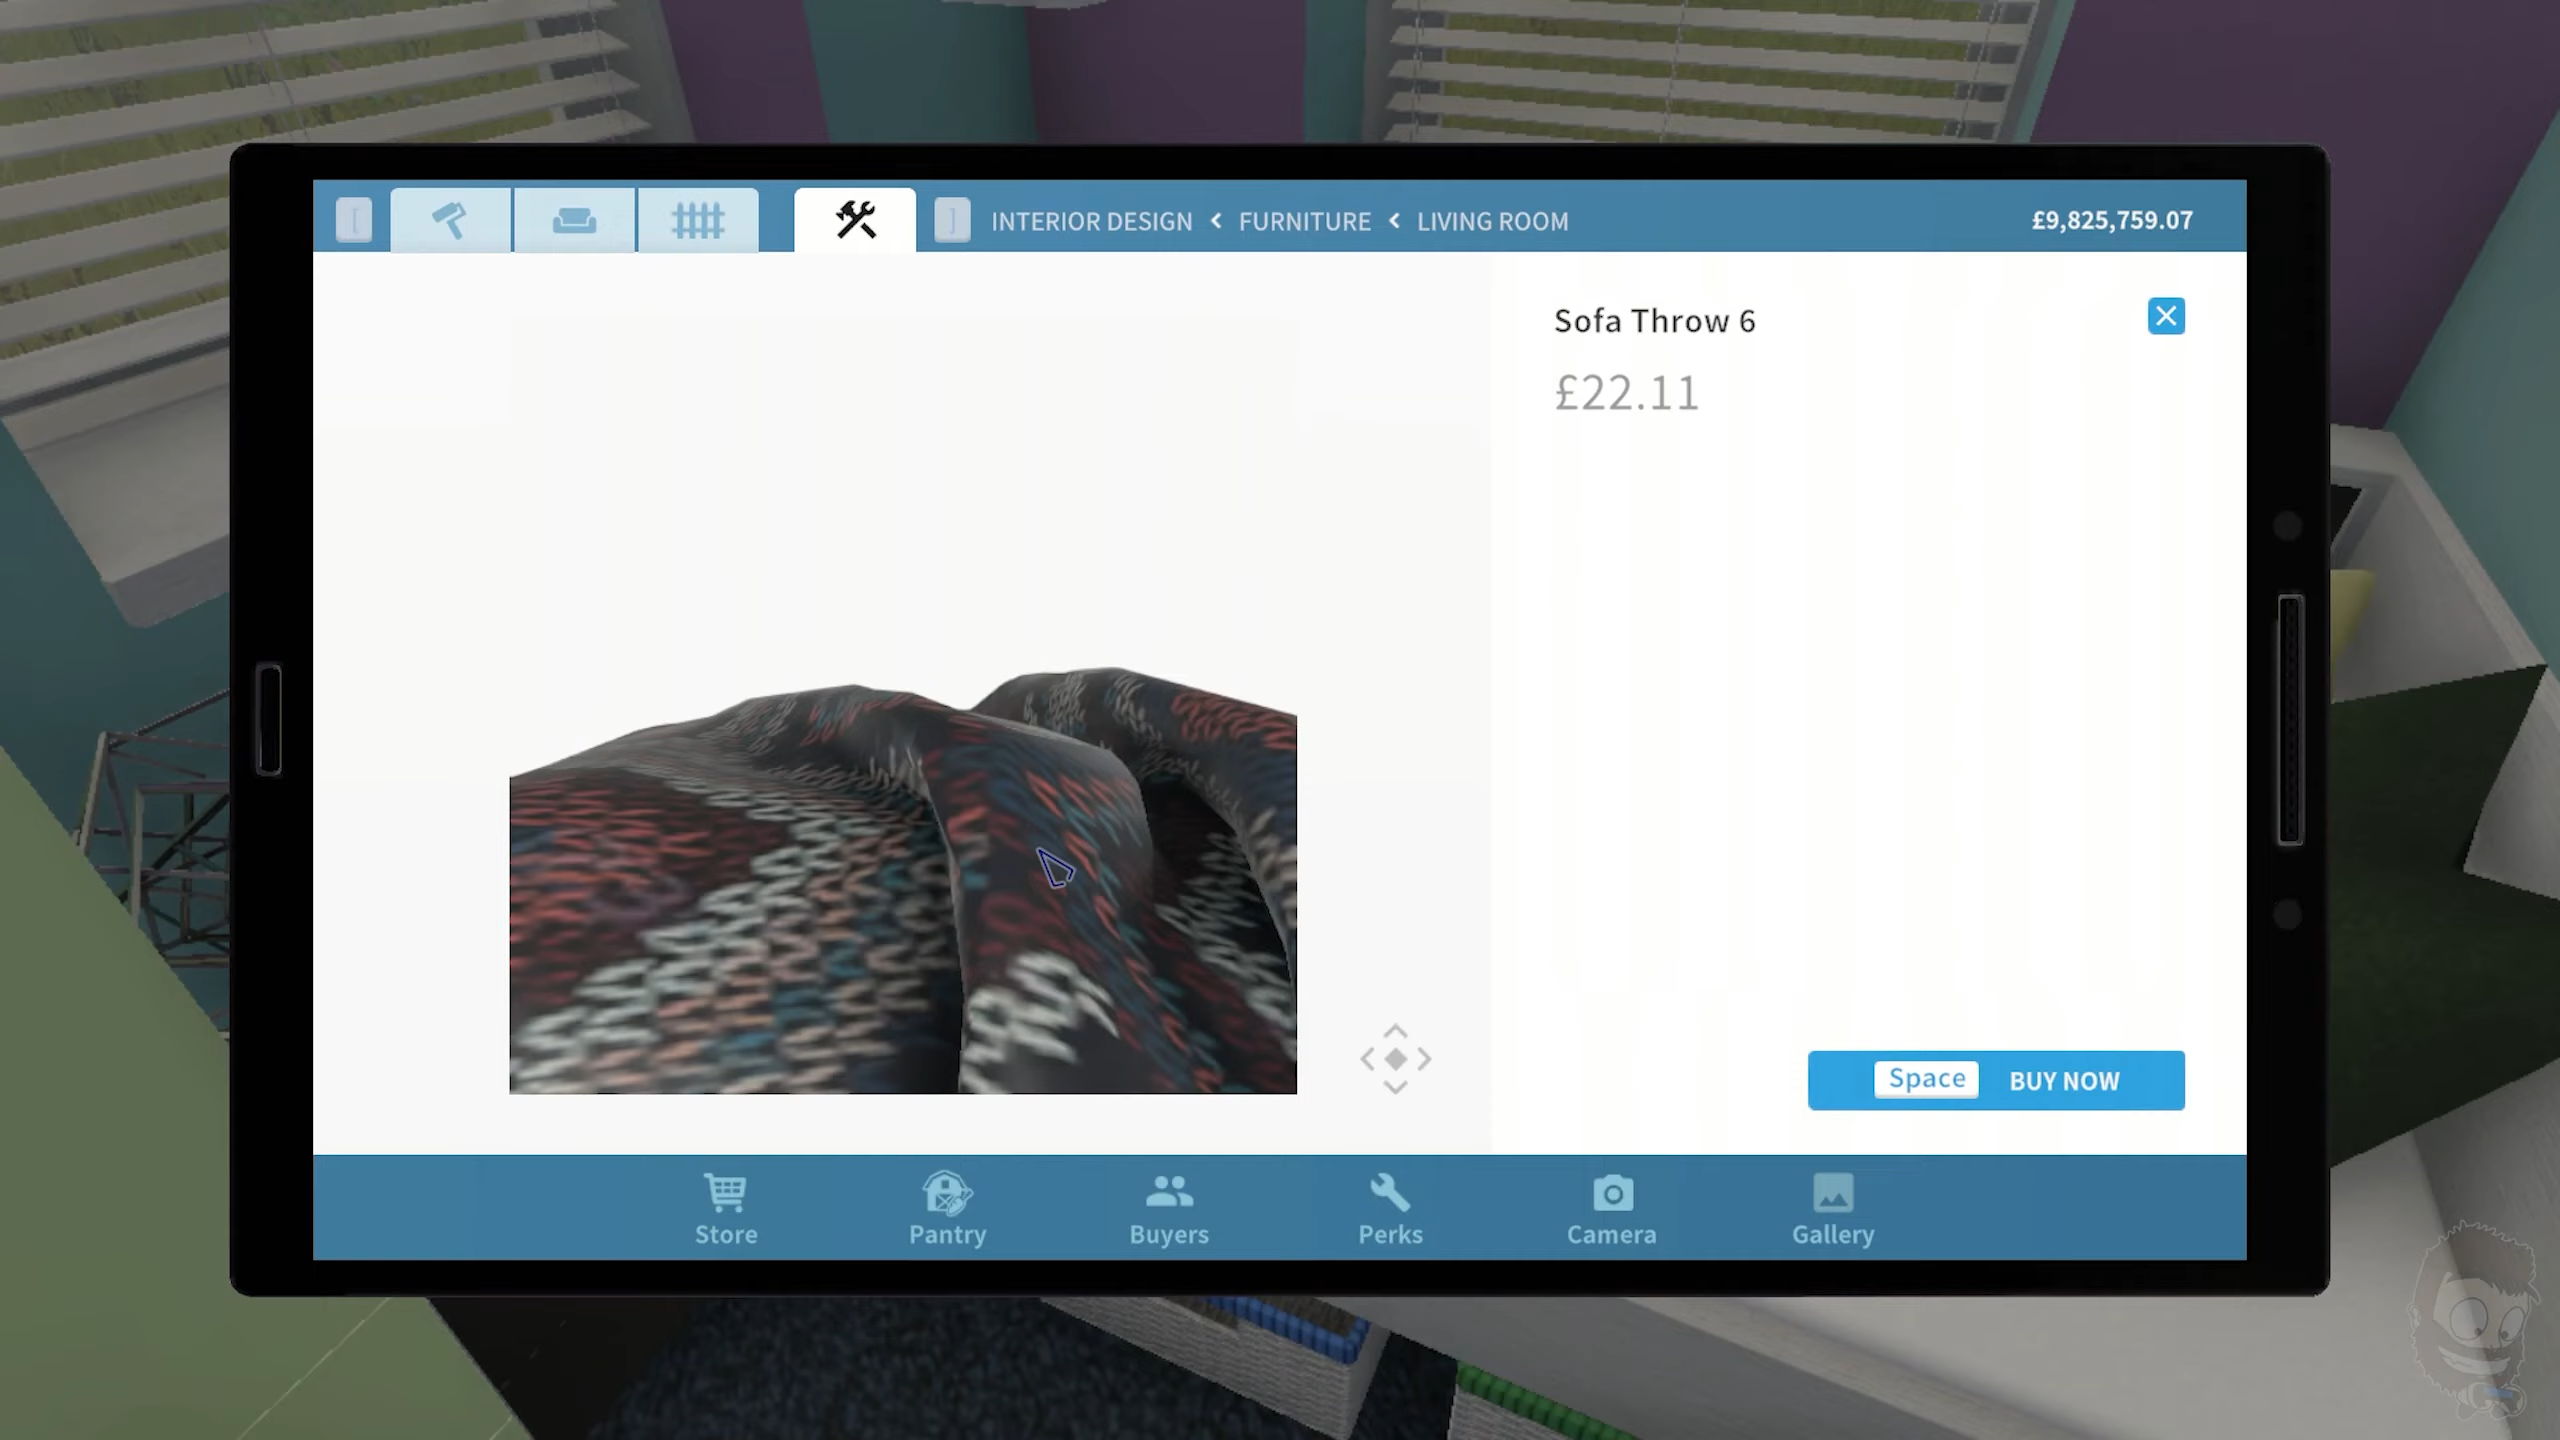 [
]
INTERIOR DESIGN < FURNITURE < LIVING ROOM
£9,825,759.07
Sofa Throw 6
£22.11
Space BUY NOW
Store
Pantry
Buyers
Perks
Camera
Gallery